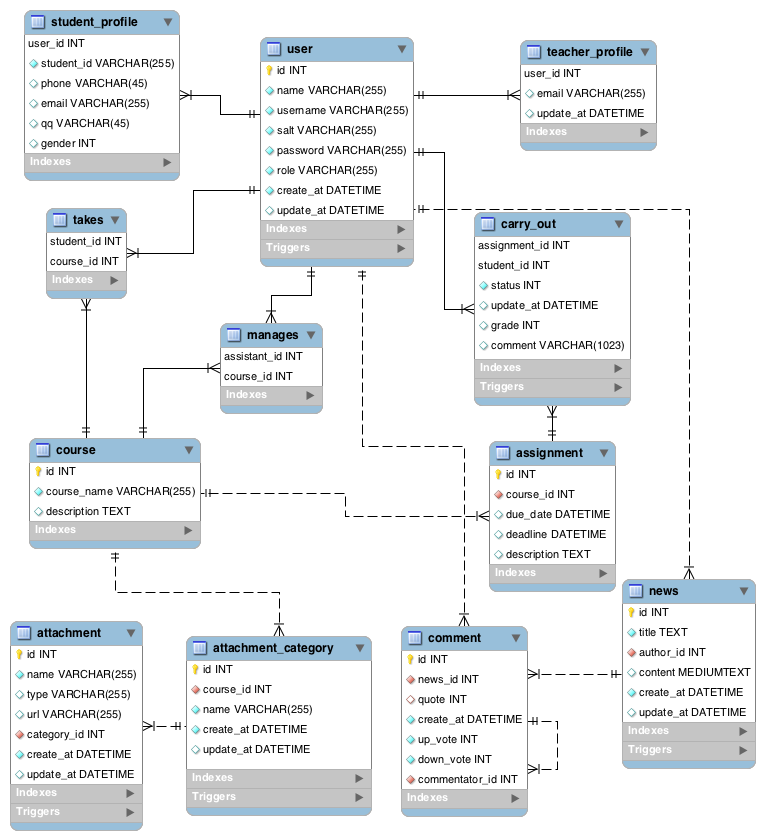 student_profile
user_id INT
student_id VARCHAR(255)
phone VARCHAR(45)
email VARCHAR(255)
qq VARCHAR(45)
gender INT
Indexes
user
id INT
name VARCHAR(255)
username VARCHAR(255)
salt VARCHAR(255)
password VARCHAR(255)
role VARCHAR(255)
create_at DATETIME
update_at DATETIME
Indexes
Triggers
teacher_profile
user_id INT
email VARCHAR(255)
update_at DATETIME
Indexes
takes
student_id INT
course_id INT
Indexes
carry_out
assignment_id INT
student_id INT
status INT
update_at DATETIME
grade INT
comment VARCHAR(1023)
Indexes
Triggers
manages
assistant_id INT
course_id INT
Indexes
course
id INT
course_name VARCHAR(255)
description TEXT
Indexes
assignment
id INT
course_id INT
due_date DATETIME
deadline DATETIME
description TEXT
Indexes
news
id INT
title TEXT
author_id INT
content MEDIUMTEXT
create_at DATETIME
update_at DATETIME
Indexes
Triggers
attachment
id INT
name VARCHAR(255)
type VARCHAR(255)
url VARCHAR(255)
category_id INT
create_at DATETIME
update_at DATETIME
Indexes
Triggers
attachment_category
id INT
course_id INT
name VARCHAR(255)
create_at DATETIME
update_at DATETIME
Indexes
Triggers
comment
id INT
news_id INT
quote INT
create_at DATETIME
up_vote INT
down_vote INT
commentator_id INT
Indexes